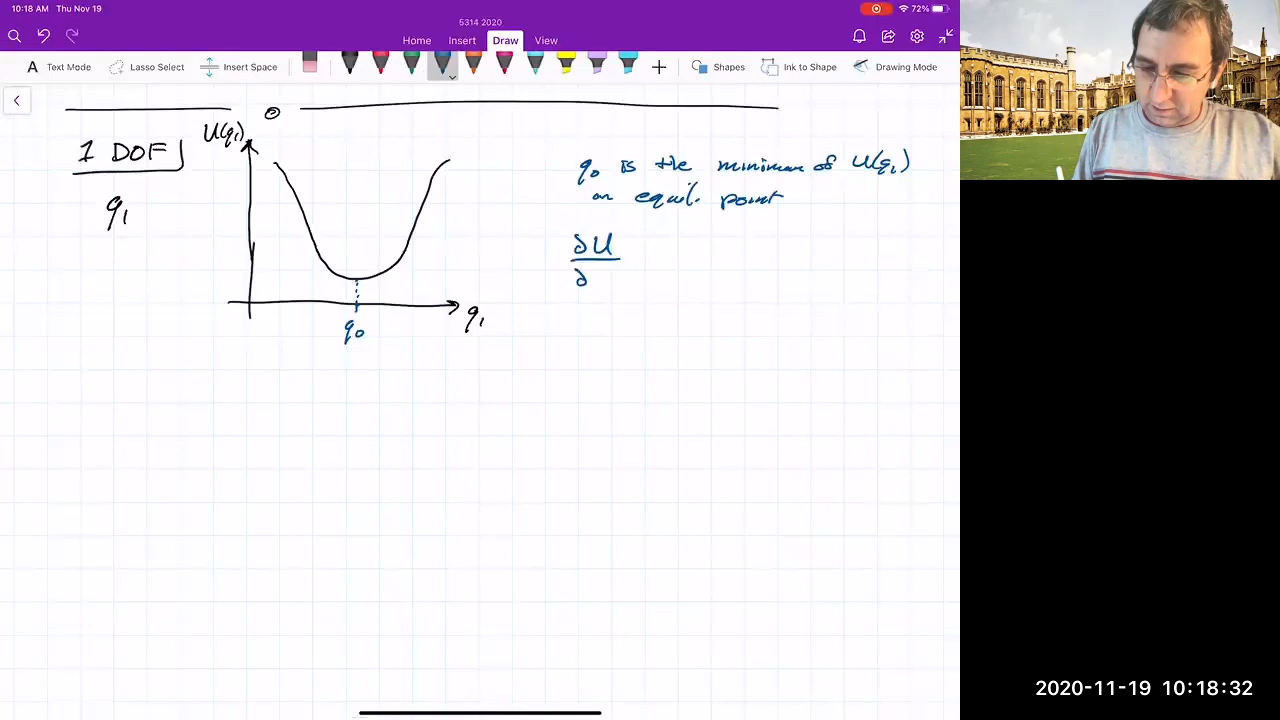 10:18 AM Thu Nov 19
72%
5314 2020
Home Insert Draw View
A Text Mode Lasso Select Insert Space Shapes Ink to Shape Drawing Mode
1 DOF
q₁
U(q₁)
q₀
q₁
q₀ is the minimum of U(q₁)
an equil. point
∂U
∂
2020-11-19 10:18:32